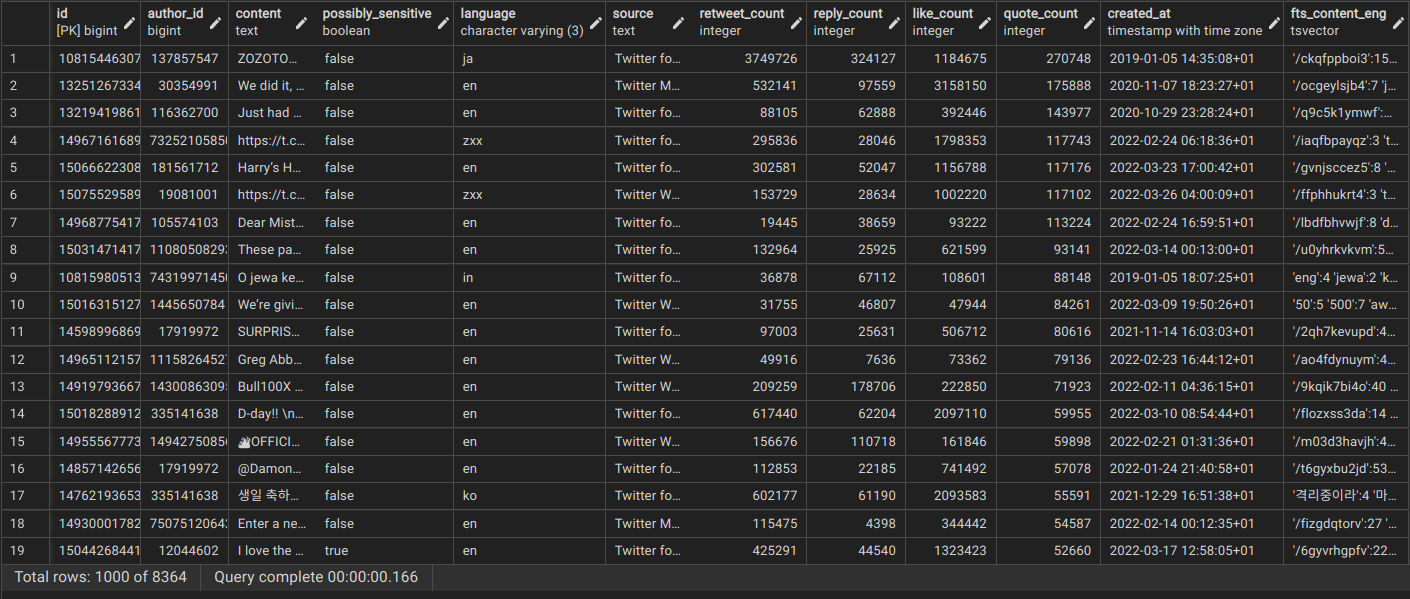 id author_id content possibly_sensitive language source retweet_count reply_count like_count quote_count created_at fts_content_eng
[PK] bigint bigint text boolean character varying (3) text integer integer integer integer timestamp with time zone tsvector
1 10815446307 137857547 ZOZOTO… false ja Twitter fo… 3749726 324127 1184675 270748 2019-01-05 14:35:08+01 '/ckqfppboi3':15…
2 13251267334 30354991 We did it, … false en Twitter M… 532141 97559 3158150 175888 2020-11-07 18:23:27+01 '/ocgeylsjb4':7 'j…
3 13219419861 116362700 Just had … false en Twitter fo… 88105 62888 392446 143977 2020-10-29 23:28:24+01 '/q9c5k1ymwf':…
4 14967161689 73252105850 https://t.c… false zxx Twitter fo… 295836 28046 1798353 117743 2022-02-24 06:18:36+01 '/iaqfbpayqz':3 't…
5 15066622308 181561712 Harry's H… false en Twitter fo… 302581 52047 1156788 117176 2022-03-23 17:00:42+01 '/gvnjsccez5':8 '…
6 15075529589 19081001 https://t.c… false zxx Twitter W… 153729 28634 1002220 117102 2022-03-26 04:00:09+01 '/ffphhukrt4':3 't…
7 14968775417 105574103 Dear Mist… false en Twitter fo… 19445 38659 93222 113224 2022-02-24 16:59:51+01 '/lbdfbhvwjf':8 'd…
8 15031471417 11080508293 These pa… false en Twitter fo… 132964 25925 621599 93141 2022-03-14 00:13:00+01 '/u0yhrkvkvm':5…
9 10815980513 74319971450 O jewa ke… false in Twitter fo… 36878 67112 108601 88148 2019-01-05 18:07:25+01 'eng':4 'jewa':2 'k…
10 15016315127 1445650784 We're givi… false en Twitter W… 31755 46807 47944 84261 2022-03-09 19:50:26+01 '50':5 '500':7 'aw…
11 14598996869 17919972 SURPRIS… false en Twitter fo… 97003 25631 506712 80616 2021-11-14 16:03:03+01 '/2qh7kevupd':4…
12 14965112157 1115826452 Greg Abb… false en Twitter W… 49916 7636 73362 79136 2022-02-23 16:44:12+01 '/ao4fdynuym':4…
13 14919793667 1430086309 Bull100X … false en Twitter W… 209259 178706 222850 71923 2022-02-11 04:36:15+01 '/9kqik7bi4o':40 …
14 15018288912 335141638 D-day!! \n… false en Twitter fo… 617440 62204 2097110 59955 2022-03-10 08:54:44+01 '/flozxss3da':14 …
15 14955567773 1494275085 OFFICI… false en Twitter W… 156676 110718 161846 59898 2022-02-21 01:31:36+01 '/m03d3havjh':4…
16 14857142656 17919972 @Damon… false en Twitter fo… 112853 22185 741492 57078 2022-01-24 21:40:58+01 '/t6gyxbu2jd':53…
17 14762193653 335141638 생일 축하… false ko Twitter fo… 602177 61190 2093583 55591 2021-12-29 16:51:38+01 '격리중이라':4 '마…
18 14930001782 7507512064 Enter a ne… false en Twitter M… 115475 4398 344442 54587 2022-02-14 00:12:35+01 '/fizgdqtorv':27 '…
19 15044268441 12044602 I love the … true en Twitter fo… 425291 44540 1323423 52660 2022-03-17 12:58:05+01 '/6gyvrhgpfv':22…
Total rows: 1000 of 8364 Query complete 00:00:00.166